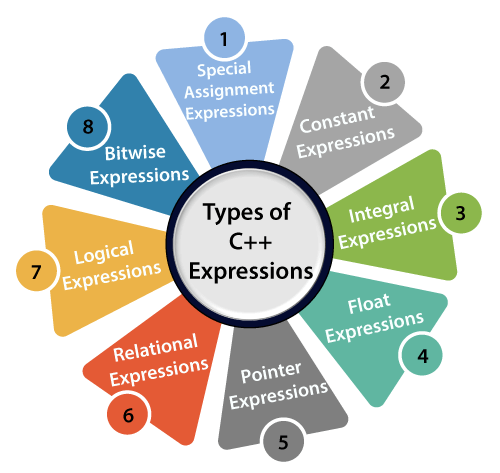 Types of
C++
Expressions
1
Special
Assignment
Expressions
2
Constant
Expressions
3
Integral
Expressions
4
Float
Expressions
5
Pointer
Expressions
6
Relational
Expressions
7
Logical
Expressions
8
Bitwise
Expressions